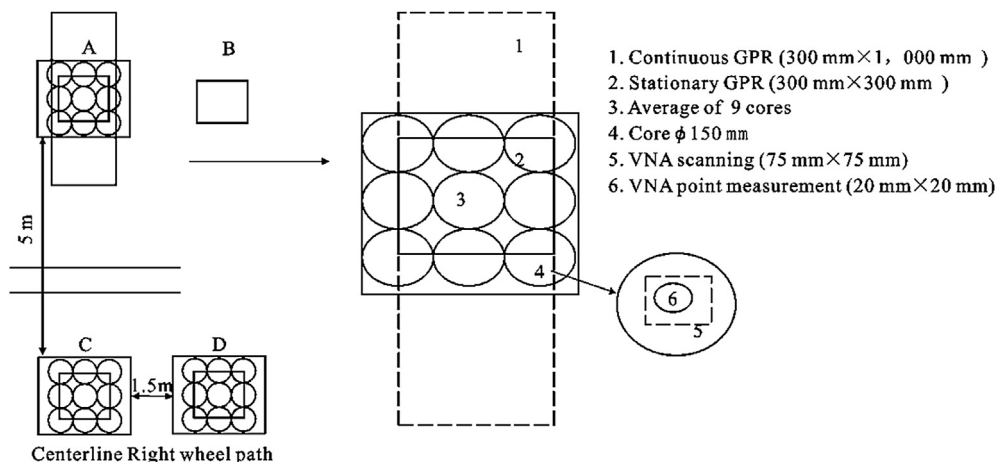 A
B
5 m
C
D
1.5m
Centerline Right wheel path
1
2
3
4
6
5
1. Continuous GPR (300 mm×1, 000 mm )
2. Stationary GPR (300 mm×300 mm )
3. Average of 9 cores
4. Core ϕ 150 mm
5. VNA scanning (75 mm×75 mm)
6. VNA point measurement (20 mm×20 mm)